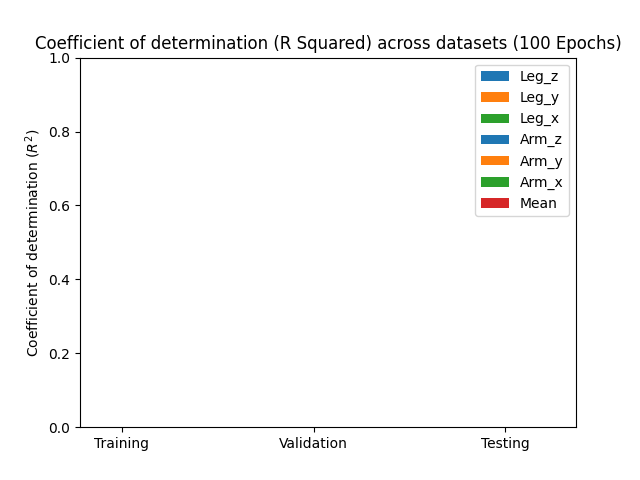 Coefficient of determination (R Squared) across datasets (100 Epochs)
Coefficient of determination (R²)
1.0
0.8
0.6
0.4
0.2
0.0
Training
Validation
Testing
Leg_z
Leg_y
Leg_x
Arm_z
Arm_y
Arm_x
Mean